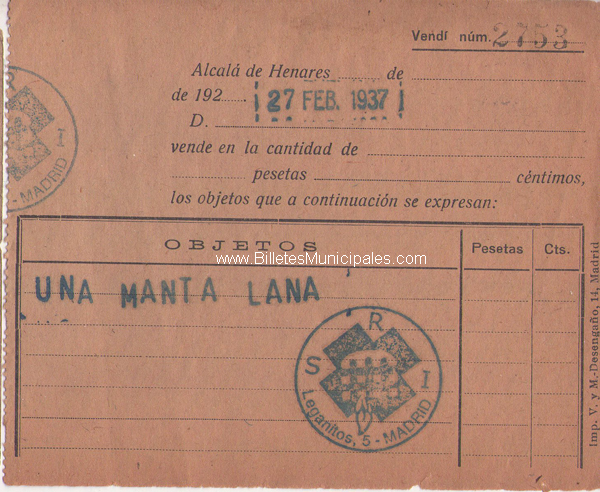 Vendí núm. 2753
Alcalá de Henares ........ de ........
de 192...... 27 FEB. 1937
D. ........
vende en la cantidad de ........
........ pesetas ........ céntimos,
los objetos que a continuación se expresan:
OBJETOS Pesetas Cts.
www.BilletesMunicipales.com
UNA MANTA LANA
S R I
Leganitos, 5 - MADRID
R
I
- MADRID
Imp. V. y M.-Desengaño, 14, Madrid